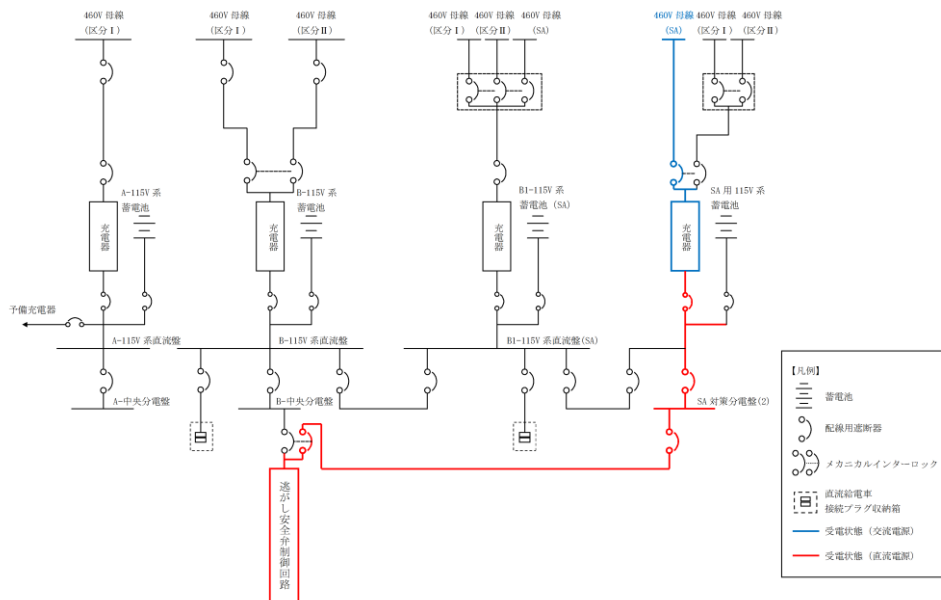 460V 母線
(区分Ⅰ)
460V 母線
(区分Ⅰ)
460V 母線
(区分Ⅱ)
460V 母線
(区分Ⅰ)
460V 母線
(区分Ⅱ)
460V 母線
(SA)
460V 母線
(SA)
460V 母線
(区分Ⅰ)
460V 母線
(区分Ⅱ)
A-115V 系
蓄電池
充電器
B-115V 系
蓄電池
充電器
B1-115V 系
蓄電池 (SA)
充電器
SA 用 115V 系
蓄電池
充電器
予備充電器
A-115V 系直流盤
B-115V 系直流盤
B1-115V 系直流盤(SA)
A-中央分電盤
B-中央分電盤
SA 対策分電盤(2)
逃がし安全弁制御回路
【凡例】
蓄電池
配線用遮断器
メカニカルインターロック
直流給電車
接続プラグ収納箱
受電状態 (交流電源)
受電状態 (直流電源)